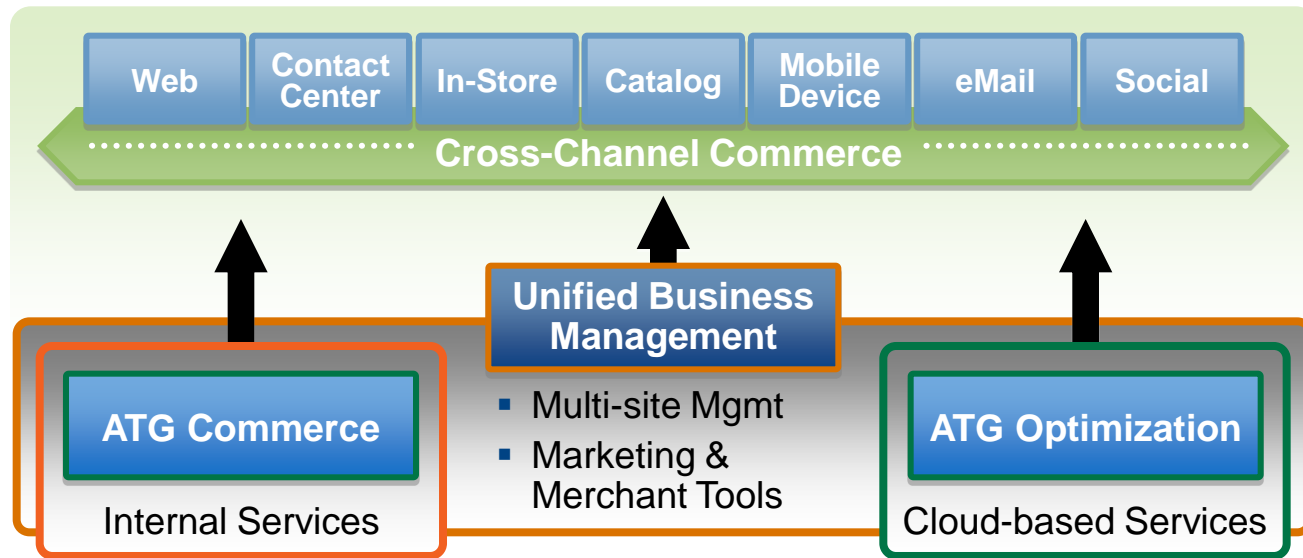 Web
Contact
Center
In-Store
Catalog
Mobile
Device
eMail
Social
Cross-Channel Commerce
Unified Business
Management
ATG Commerce
Internal Services
▪ Multi-site Mgmt
▪ Marketing &
Merchant Tools
ATG Optimization
Cloud-based Services